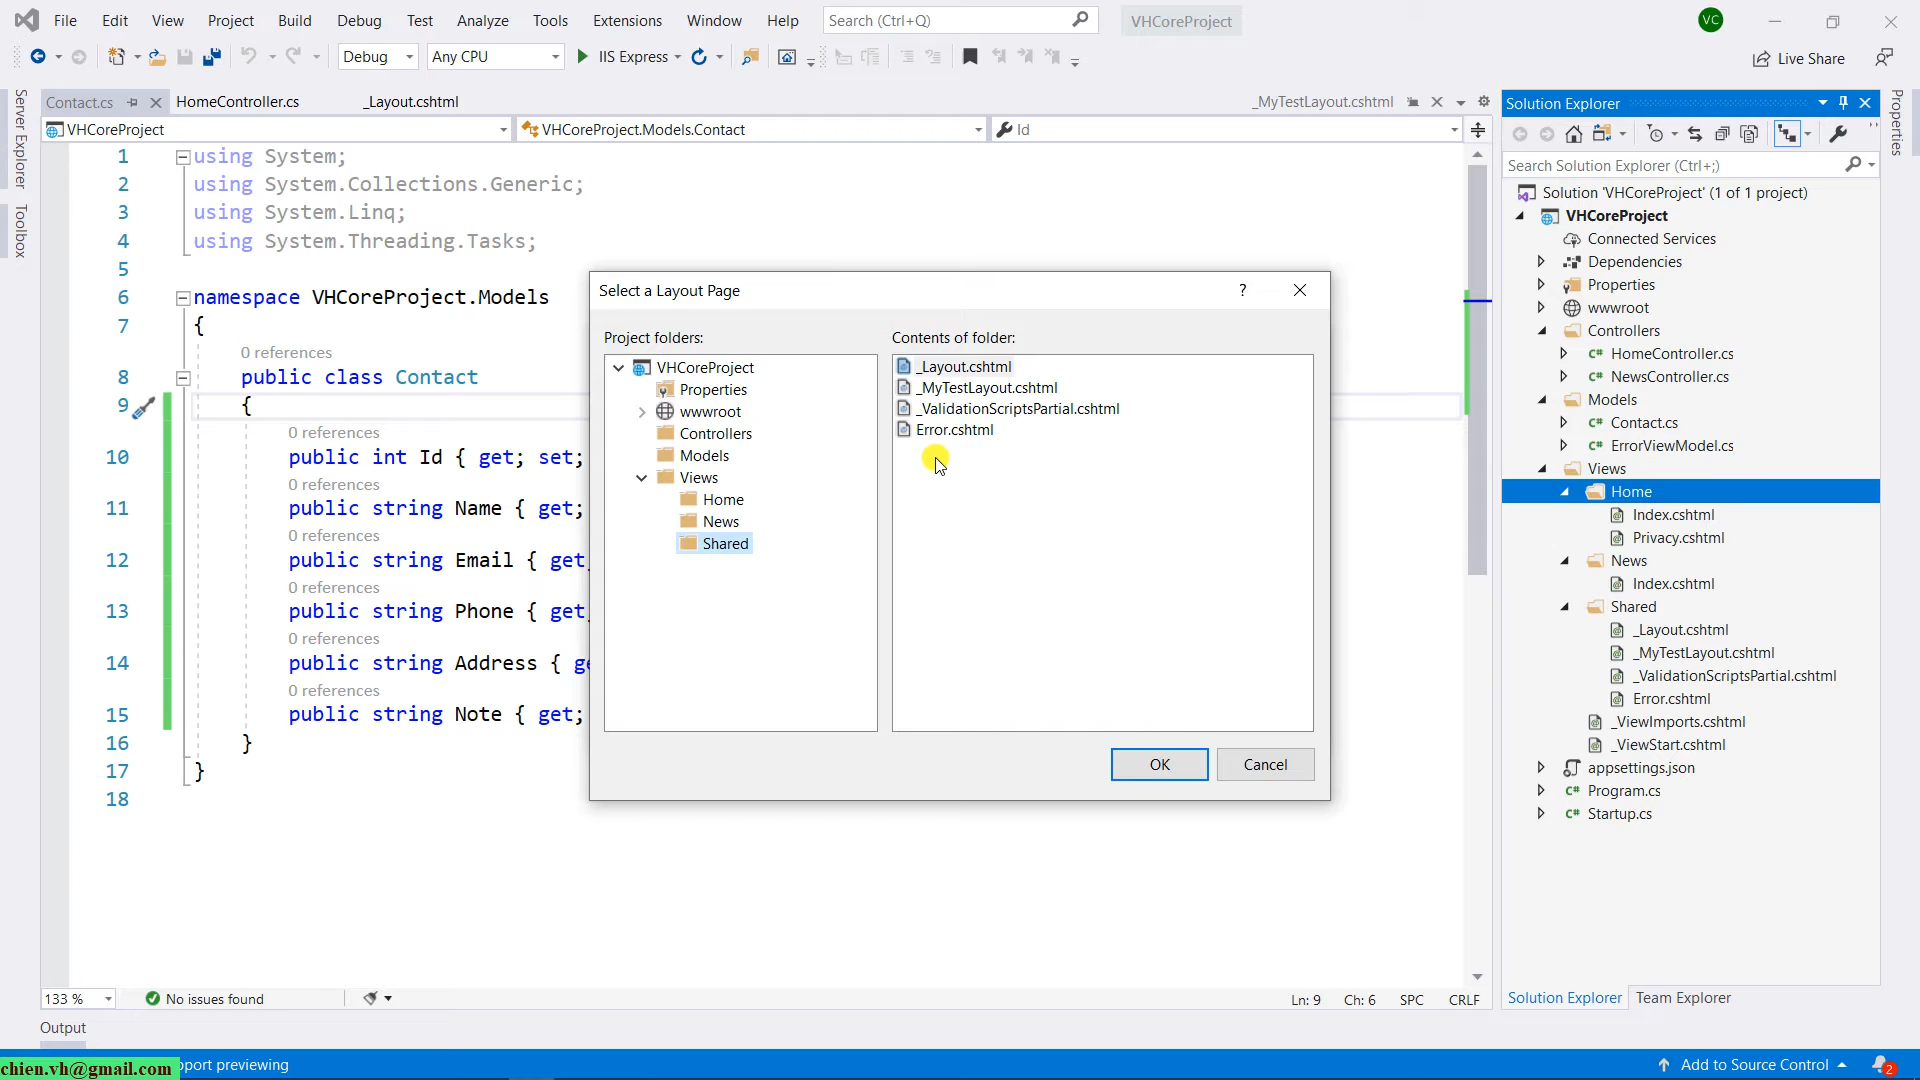 File Edit View Project Build Debug Test Analyze Tools Extensions Window Help Search (Ctrl+Q) VHCoreProject VC
Debug Any CPU IIS Express Live Share
Server Explorer
Toolbox
Contact.cs HomeController.cs _Layout.cshtml _MyTestLayout.cshtml
VHCoreProject VHCoreProject.Models.Contact Id
1 using System;
2 using System.Collections.Generic;
3 using System.Linq;
4 using System.Threading.Tasks;
5
6 namespace VHCoreProject.Models
7 {
0 references
8 public class Contact
9 {
0 references
10 public int Id { get; set;
0 references
11 public string Name { get;
0 references
12 public string Email { get
0 references
13 public string Phone { get
0 references
14 public string Address { ge
0 references
15 public string Note { get;
16 }
17 }
18
Select a Layout Page ?
Project folders:
VHCoreProject
Properties
wwwroot
Controllers
Models
Views
Home
News
Shared
Contents of folder:
_Layout.cshtml
_MyTestLayout.cshtml
_ValidationScriptsPartial.cshtml
Error.cshtml
OK Cancel
Solution Explorer
Search Solution Explorer (Ctrl+;)
Solution 'VHCoreProject' (1 of 1 project)
VHCoreProject
Connected Services
Dependencies
Properties
wwwroot
Controllers
C# HomeController.cs
C# NewsController.cs
Models
C# Contact.cs
C# ErrorViewModel.cs
Views
Home
Index.cshtml
Privacy.cshtml
News
Index.cshtml
Shared
_Layout.cshtml
_MyTestLayout.cshtml
_ValidationScriptsPartial.cshtml
Error.cshtml
_ViewImports.cshtml
_ViewStart.cshtml
appsettings.json
C# Program.cs
C# Startup.cs
Properties
133 % No issues found Ln: 9 Ch: 6 SPC CRLF
Solution Explorer Team Explorer
Output
chien.vh@gmail.com pport previewing Add to Source Control 2